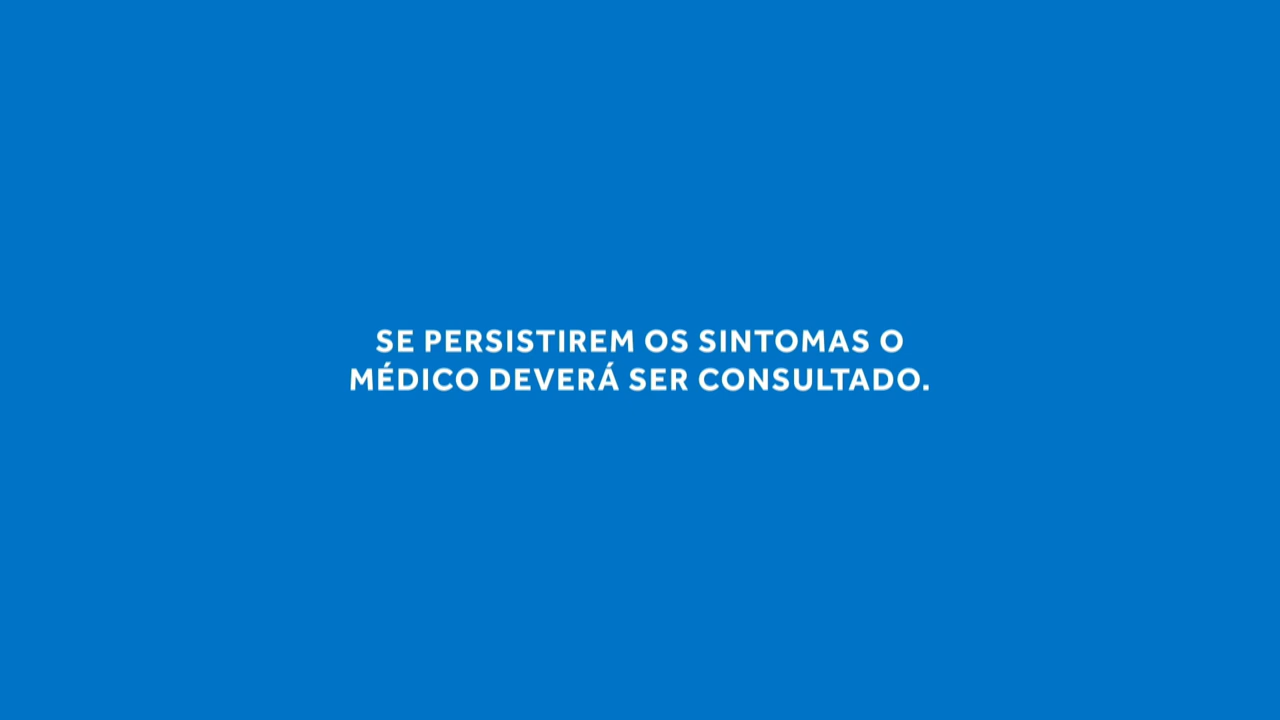 SE PERSISTIREM OS SINTOMAS O
MÉDICO DEVERÁ SER CONSULTADO.